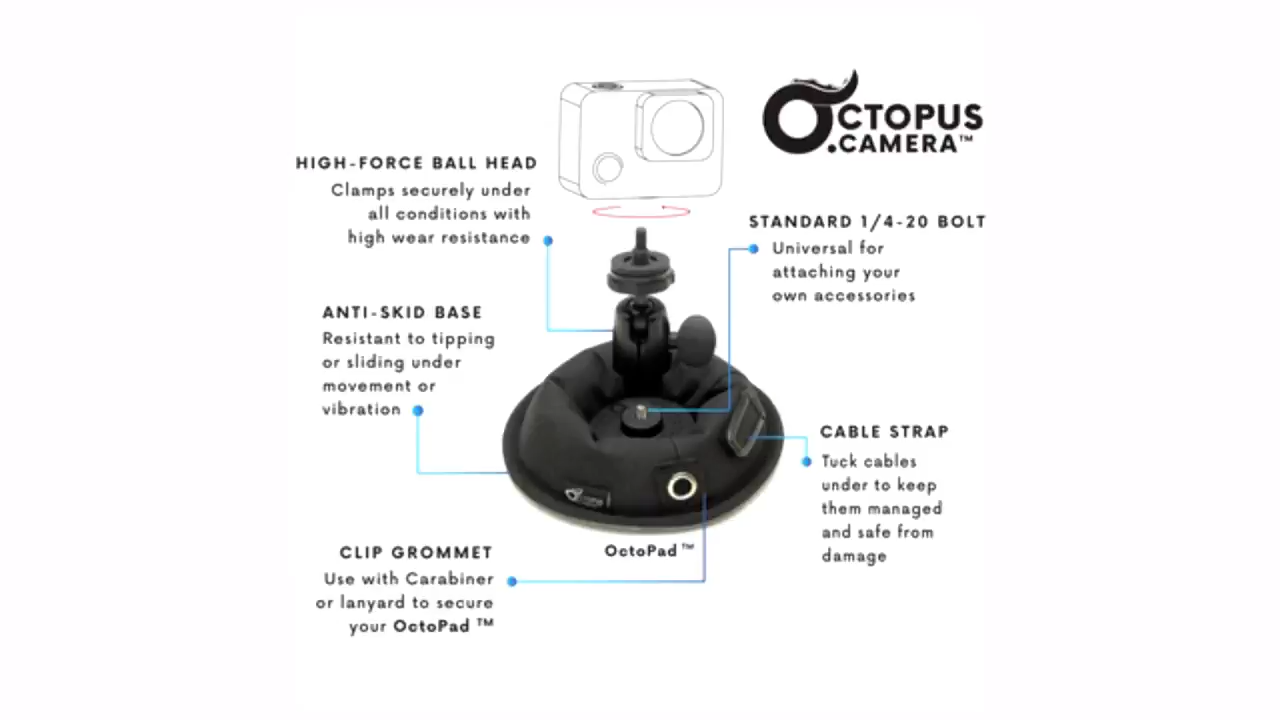 OCTOPUS
.CAMERA™
HIGH-FORCE BALL HEAD
Clamps securely under
all conditions with
high wear resistance
STANDARD 1/4-20 BOLT
Universal for
attaching your
own accessories
ANTI-SKID BASE
Resistant to tipping
or sliding under
movement or
vibration
CABLE STRAP
Tuck cables
under to keep
them managed
and safe from
damage
OctoPad™
CLIP GROMMET
Use with Carabiner
or lanyard to secure
your OctoPad™